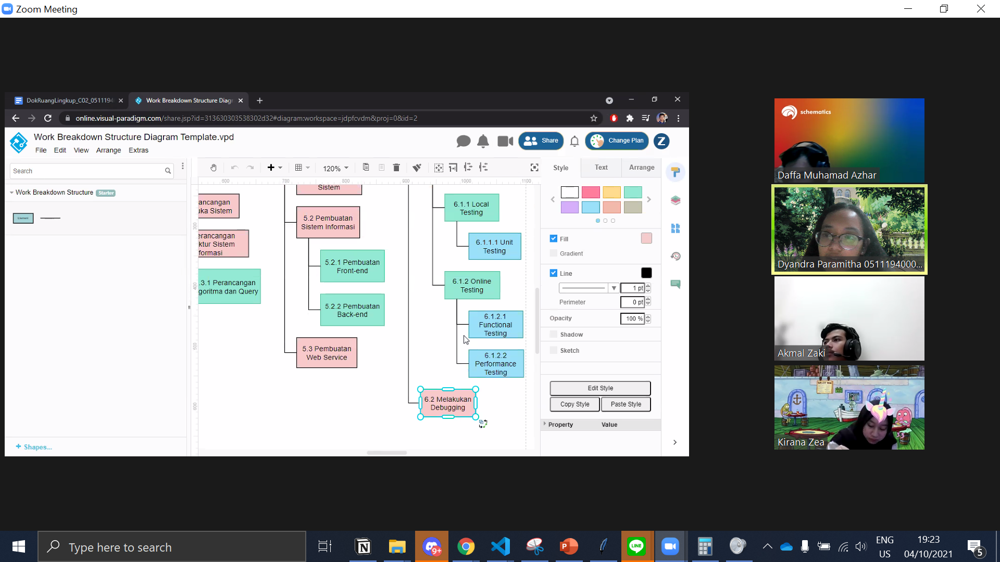 Zoom Meeting
DokRuangLingkup_C02_0511194
Work Breakdown Structure Diagr
online.visual-paradigm.com/share.jsp?id=313630303538302d32#diagram:workspace=jdpfcvdm&proj=0&id=2
Work Breakdown Structure Diagram Template.vpd
File Edit View Arrange Extras
Share
Change Plan
Z
Search
120%
Style
Text
Arrange
Work Breakdown Structure
Starter
Element
600
700
800
900
1000
1100
300
400
500
600
ancangan
uka Sistem
erancangan
ktur Sistem
formasi
.3.1 Perancangan
goritma dan Query
Sistem
5.2 Pembuatan
Sistem Informasi
5.2.1 Pembuatan
Front-end
5.2.2 Pembuatan
Back-end
5.3 Pembuatan
Web Service
6.1.1 Local
Testing
6.1.1.1 Unit
Testing
6.1.2 Online
Testing
6.1.2.1
Functional
Testing
6.1.2.2
Performance
Testing
6.2 Melakukan
Debugging
Fill
Gradient
Line
1 pt
Perimeter
0 pt
Opacity
100 %
Shadow
Sketch
Edit Style
Copy Style
Paste Style
Property
Value
+ Shapes...
schematics
Daffa Muhamad Azhar
Dyandra Paramitha 0511194000...
Akmal Zaki
Kirana Zea
Type here to search
9+
LINE
ENG
US
19:23
04/10/2021
5